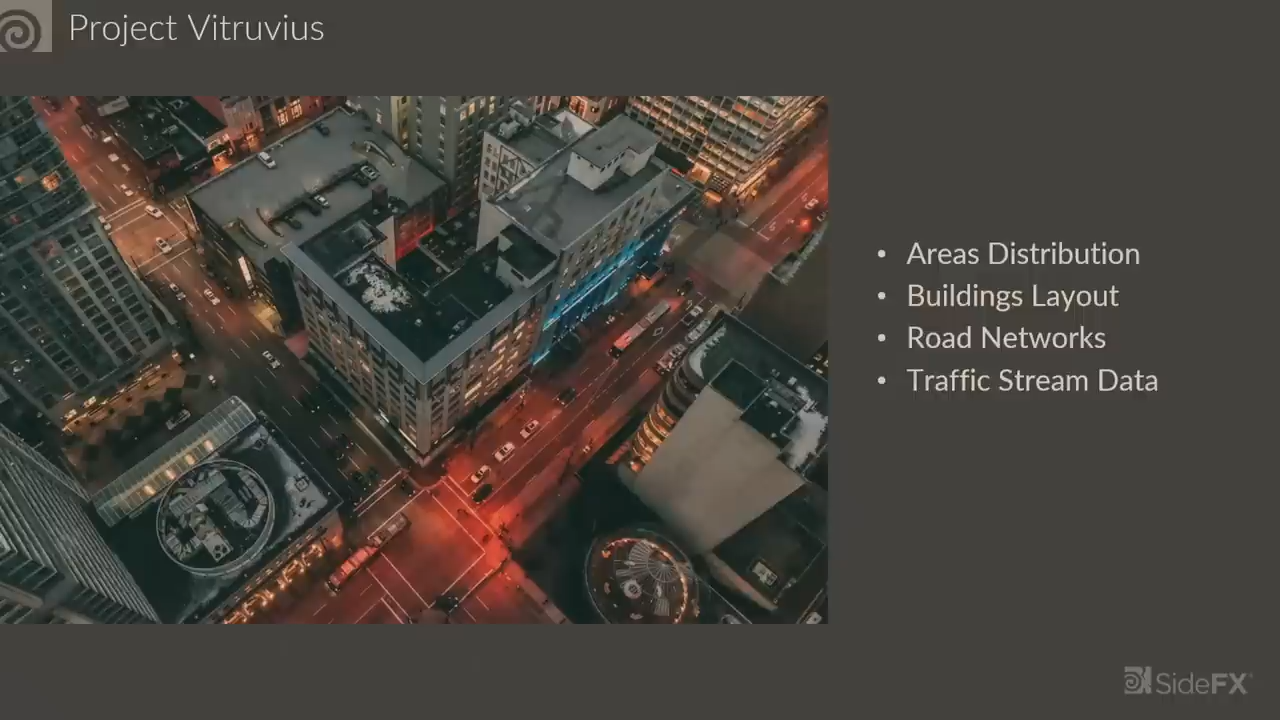 Project Vitruvius
• Areas Distribution
• Buildings Layout
• Road Networks
• Traffic Stream Data
SideFX